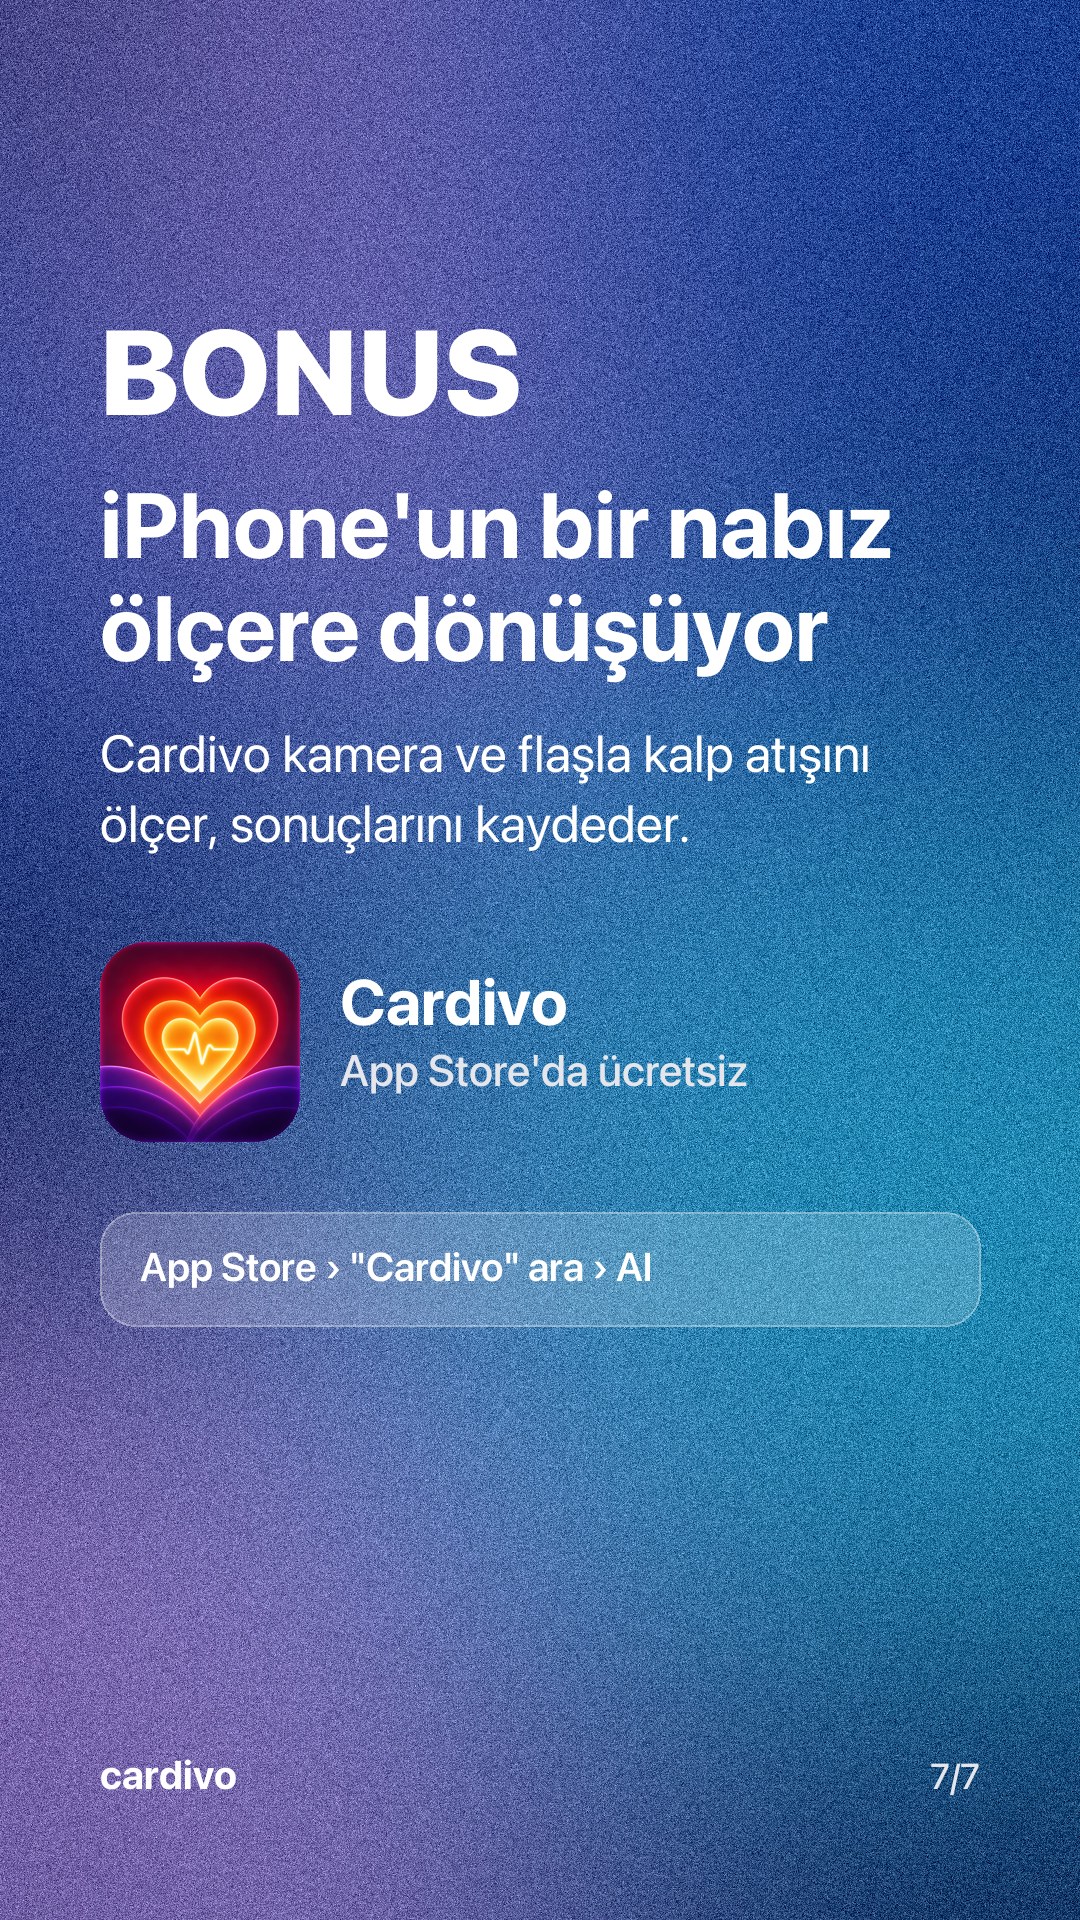 BONUS
iPhone'un bir nabız
ölçere dönüşüyor
Cardivo kamera ve flaşla kalp atışını
ölçer, sonuçlarını kaydeder.
Cardivo
App Store'da ücretsiz
App Store › "Cardivo" ara › Al
cardivo
7/7